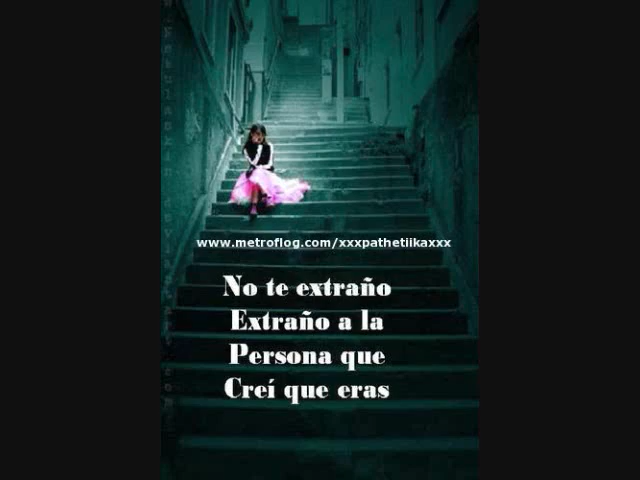 www.metroflog.com/xxxpathetiikaxxx
No te extraño
Extraño a la
Persona que
Creí que eras